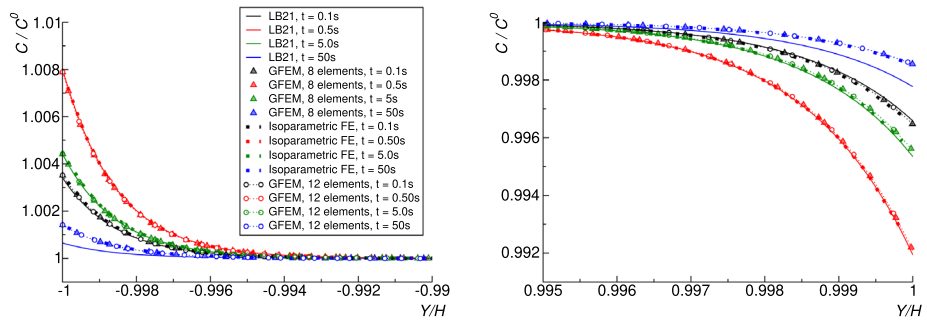 C / C⁰
1.01
1.008
1.006
1.004
1.002
1
-1
-0.998
-0.996
-0.994
-0.992
-0.99
Y/H
LB21, t = 0.1s
LB21, t = 0.5s
LB21, t = 5.0s
LB21, t = 50s
GFEM, 8 elements, t = 0.1s
GFEM, 8 elements, t = 0.5s
GFEM, 8 elements, t = 5s
GFEM, 8 elements, t = 50s
Isoparametric FE, t = 0.1s
Isoparametric FE, t = 0.50s
Isoparametric FE, t = 5.0s
Isoparametric FE, t = 50s
GFEM, 12 elements, t = 0.1s
GFEM, 12 elements, t = 0.50s
GFEM, 12 elements, t = 5.0s
GFEM, 12 elements, t = 50s
C / C⁰
1
0.998
0.996
0.994
0.992
0.995
0.996
0.997
0.998
0.999
1
Y/H